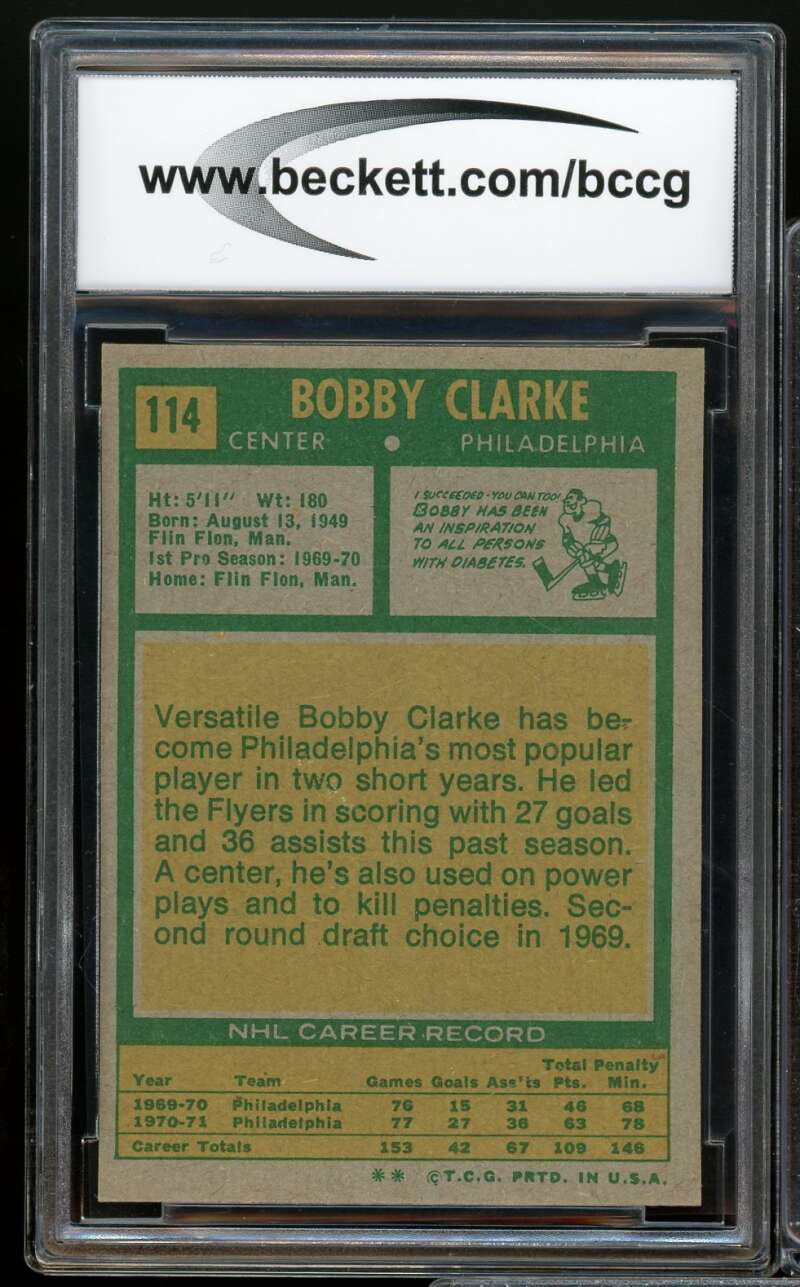 www.beckett.com/bccg
114
BOBBY CLARKE
CENTER • PHILADELPHIA
Ht: 5'11" Wt: 180
Born: August 13, 1949
Flin Flon, Man.
1st Pro Season: 1969-70
Home: Flin Flon, Man.
I SUCCEEDED - YOU CAN TOO!
BOBBY HAS BEEN
AN INSPIRATION
TO ALL PERSONS
WITH DIABETES.
Versatile Bobby Clarke has be-
come Philadelphia's most popular
player in two short years. He led
the Flyers in scoring with 27 goals
and 36 assists this past season.
A center, he's also used on power
plays and to kill penalties. Sec-
ond round draft choice in 1969.
NHL CAREER RECORD
Total Penalty
Year Team Games Goals Ass'ts Pts. Min.
1969-70 Philadelphia 76 15 31 46 68
1970-71 Philadelphia 77 27 36 63 78
Career Totals 153 42 67 109 146
** ©T.C.G. PRTD. IN U.S.A.